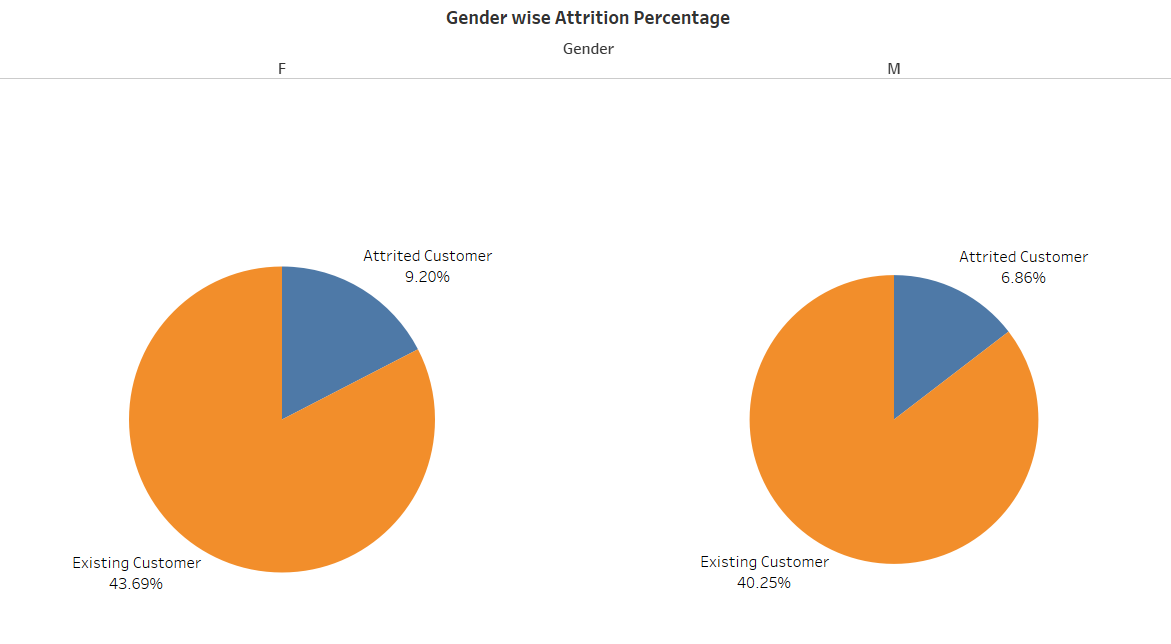 Gender wise Attrition Percentage
Gender
F
M
Attrited Customer
9.20%
Existing Customer
43.69%
Attrited Customer
6.86%
Existing Customer
40.25%